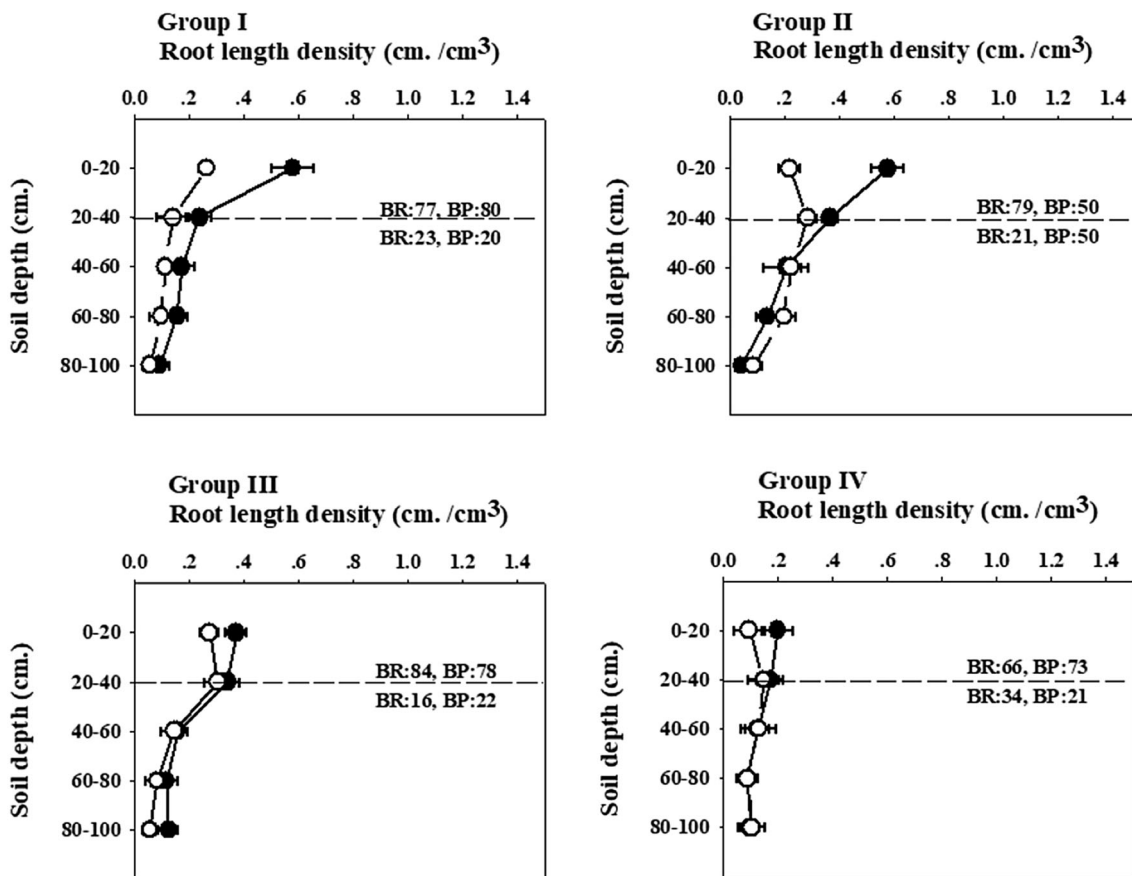 Group I
Root length density (cm. /cm3)
0.0 .2 .4 .6 .8 1.0 1.2 1.4
Soil depth (cm.)
0-20
20-40
40-60
60-80
80-100
BR:77, BP:80
BR:23, BP:20
Group II
Root length density (cm. /cm3)
0.0 .2 .4 .6 .8 1.0 1.2 1.4
Soil depth (cm.)
0-20
20-40
40-60
60-80
80-100
BR:79, BP:50
BR:21, BP:50
Group III
Root length density (cm. /cm3)
0.0 .2 .4 .6 .8 1.0 1.2 1.4
Soil depth (cm.)
0-20
20-40
40-60
60-80
80-100
BR:84, BP:78
BR:16, BP:22
Group IV
Root length density (cm. /cm3)
0.0 .2 .4 .6 .8 1.0 1.2 1.4
Soil depth (cm.)
0-20
20-40
40-60
60-80
80-100
BR:66, BP:73
BR:34, BP:21